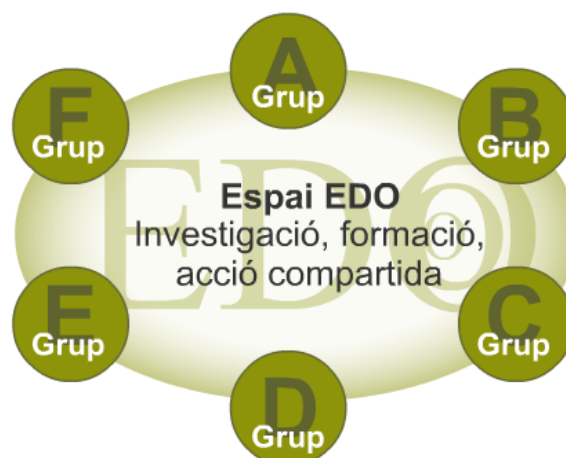 A
Grup
F
Grup
B
Grup
EDO
Espai EDO
Investigació, formació,
acció compartida
E
Grup
C
Grup
D
Grup